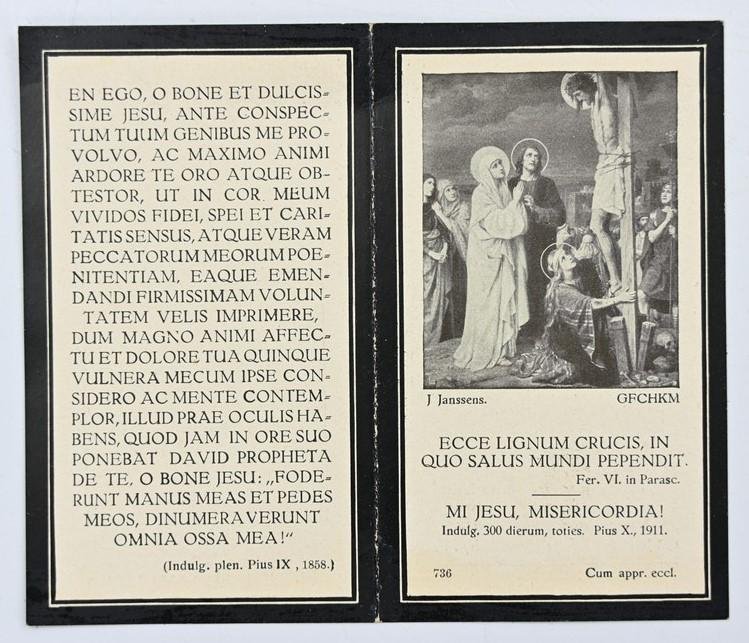 EN EGO, O BONE ET DULCIS=
SIME JESU, ANTE CONSPEC=
TUM TUUM GENIBUS ME PRO=
VOLVO, AC MAXIMO ANIMI
ARDORE TE ORO ATQUE OB=
TESTOR, UT IN COR MEUM
VIVIDOS FIDEI, SPEI ET CARI=
TATIS SENSUS, ATQUE VERAM
PECCATORUM MEORUM POE=
NITENTIAM, EAQUE EMEN=
DANDI FIRMISSIMAM VOLUN=
TATEM VELIS IMPRIMERE,
DUM MAGNO ANIMI AFFEC=
TU ET DOLORE TUA QUINQUE
VULNERA MECUM IPSE CON=
SIDERO AC MENTE CONTEM=
PLOR, ILLUD PRAE OCULIS HA=
BENS, QUOD JAM IN ORE SUO
PONEBAT DAVID PROPHETA
DE TE, O BONE JESU: „FODE=
RUNT MANUS MEAS ET PEDES
MEOS, DINUMERAVERUNT
OMNIA OSSA MEA!"
(Indulg. plen. Pius IX , 1858.)
J Janssens. GFCHKM
ECCE LIGNUM CRUCIS, IN
QUO SALUS MUNDI PEPENDIT.
Fer. VI. in Parasc.
MI JESU, MISERICORDIA!
Indulg. 300 dierum, toties. Pius X., 1911.
736 Cum appr. eccl.